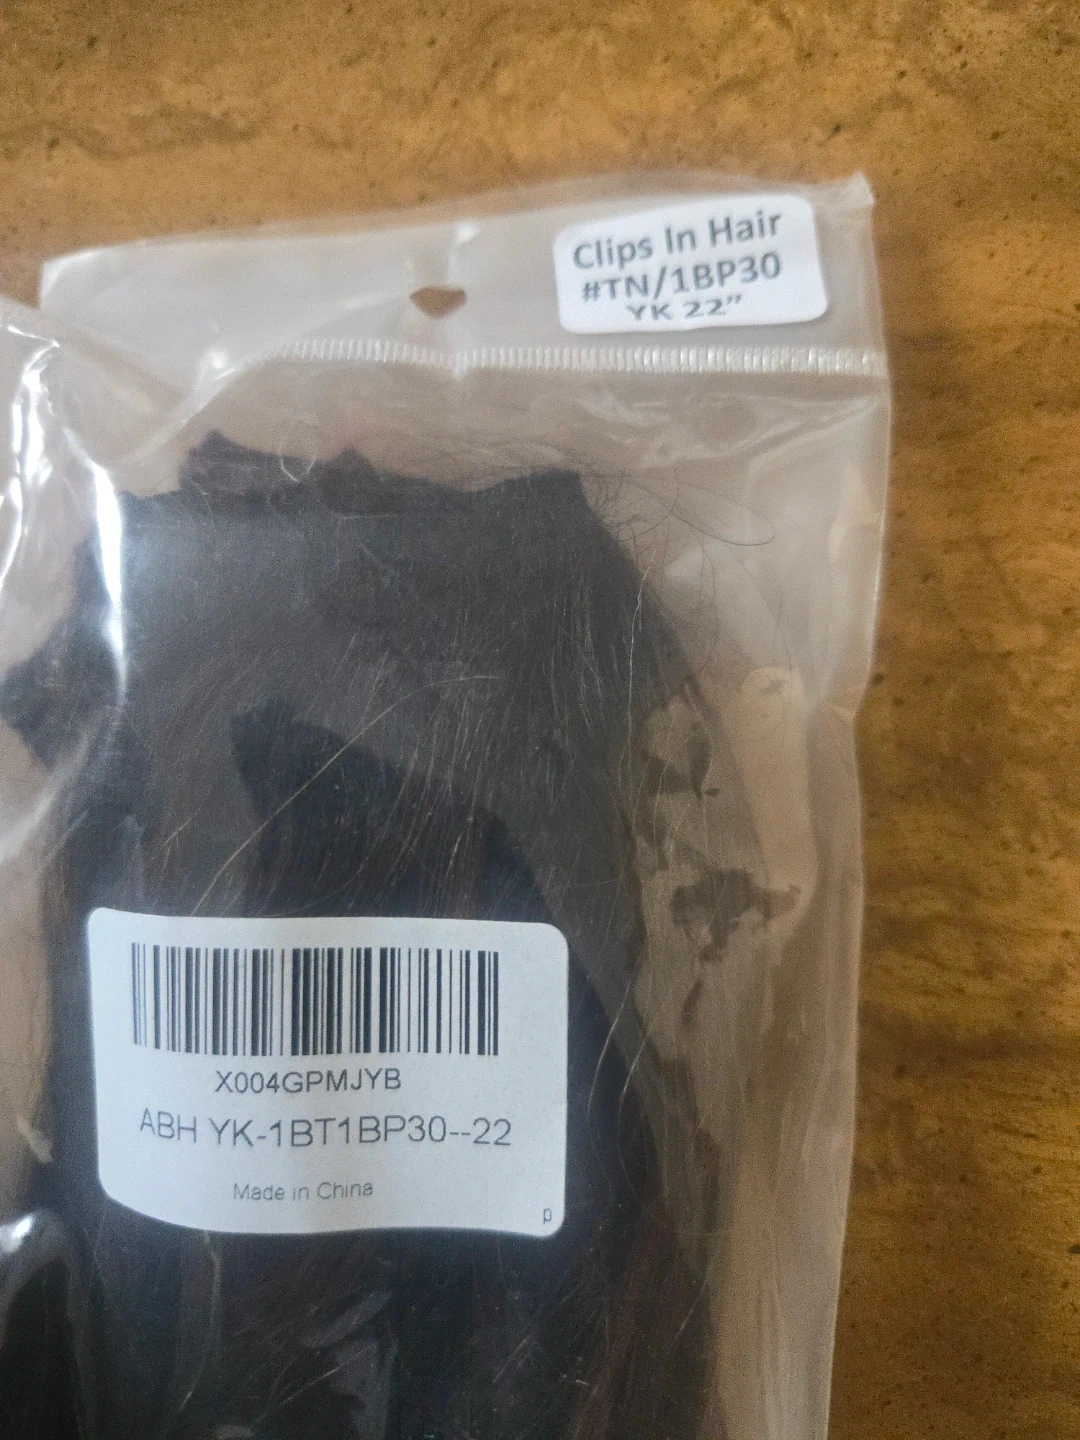 Clips In Hair
#TN/1BP30
YK 22”
X004GPMJYB
ABH YK-1BT1BP30--22
Made in China
p